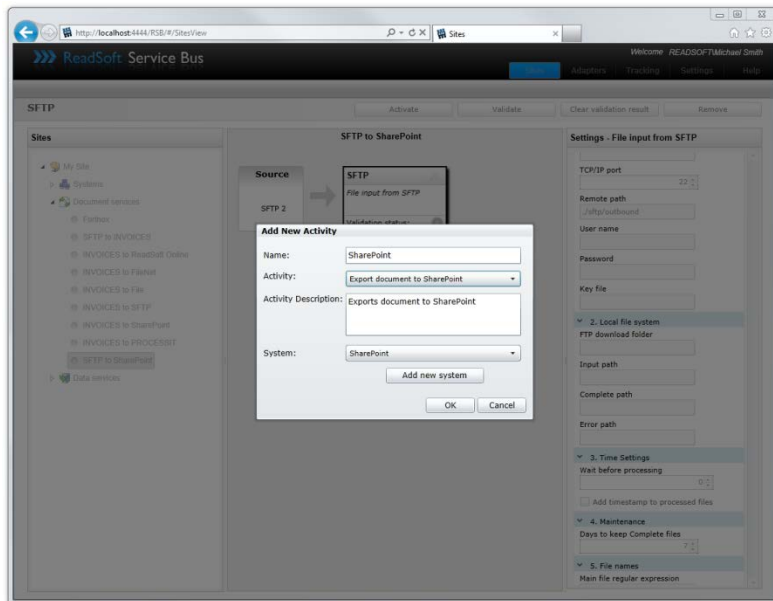 http://localhost:4444/RSB/#/SitesView
Sites
ReadSoft Service Bus
Welcome READSOFT\Michael Smith
Sites
Adapters
Tracking
Settings
Help
SFTP
Activate
Validate
Clear validation result
Remove
Sites
My Site
Systems
Document services
Fortnox
SFTP to INVOICES
INVOICES to ReadSoft Online
INVOICES to FileNet
INVOICES to File
INVOICES to SFTP
INVOICES to SharePoint
INVOICES to PROCESSIT
SFTP to SharePoint
Data services
SFTP to SharePoint
Source
SFTP 2
SFTP
File input from SFTP
Validation status:
Add New Activity
Name:
SharePoint
Activity:
Export document to SharePoint
Activity Description:
Exports document to SharePoint
System:
SharePoint
Add new system
OK
Cancel
Settings - File input from SFTP
TCP/IP port
22
Remote path
./sftp/outbound
User name
Password
Key file
2. Local file system
FTP download folder
Input path
Complete path
Error path
3. Time Settings
Wait before processing
0
Add timestamp to processed files
4. Maintenance
Days to keep Complete files
7
5. File names
Main file regular expression